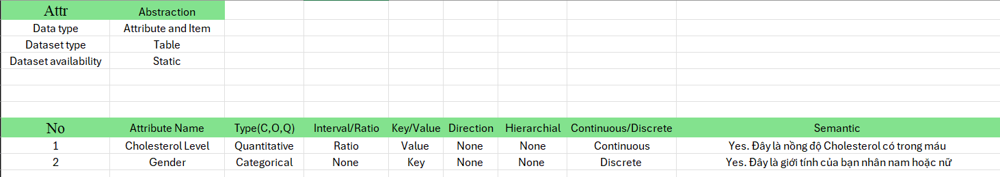 Attr Abstraction
Data type Attribute and Item
Dataset type Table
Dataset availability Static
No Attribute Name Type(C,O,Q) Interval/Ratio Key/Value Direction Hierarchial Continuous/Discrete Semantic
1 Cholesterol Level Quantitative Ratio Value None None Continuous Yes. Đây là nồng độ Cholesterol có trong máu
2 Gender Categorical None Key None None Discrete Yes. Đây là giới tính của bạn nhân nam hoặc nữ